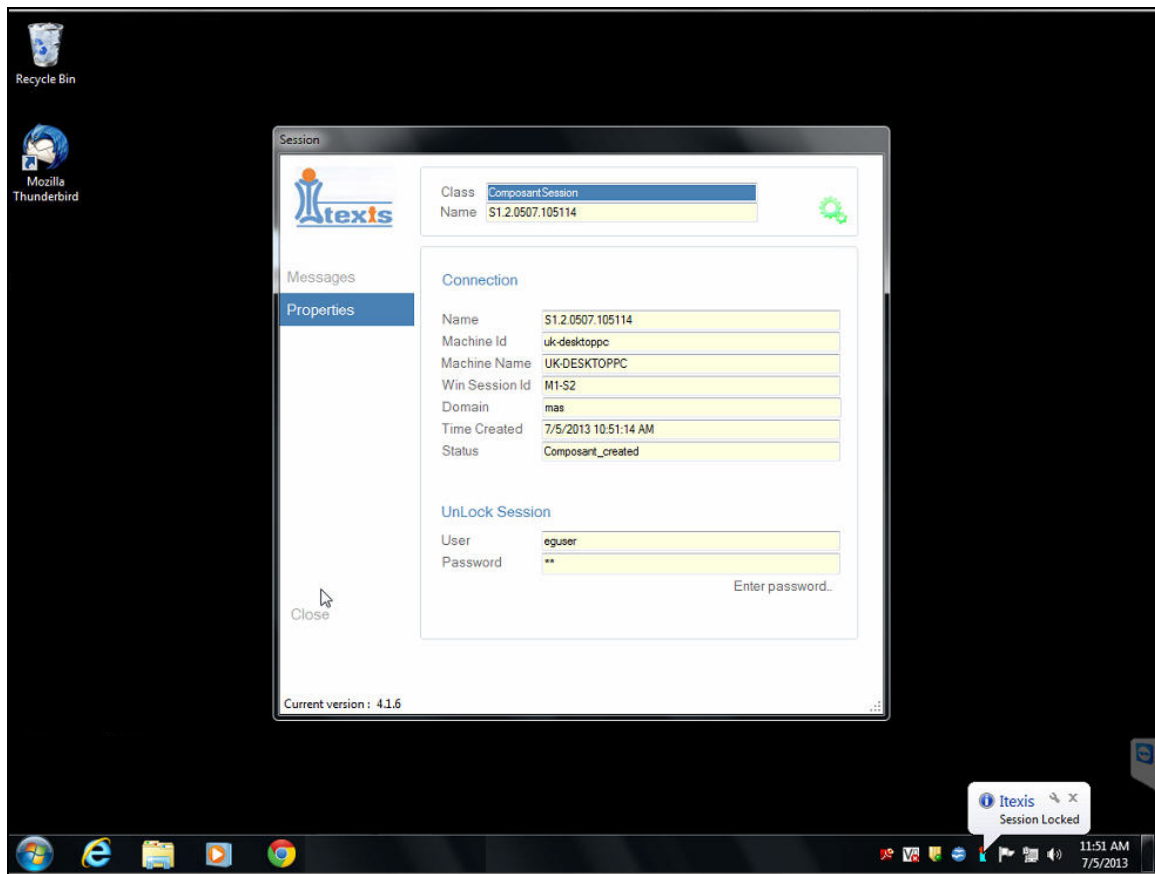 Recycle Bin
Mozilla
Thunderbird
Session
Itexis
Class ComposantSession
Name S1.2.0507.105114
Messages
Properties
Close
Connection
Name S1.2.0507.105114
Machine Id uk-desktoppc
Machine Name UK-DESKTOPPC
Win Session Id M1-S2
Domain mas
Time Created 7/5/2013 10:51:14 AM
Status Composant_created
UnLock Session
User eguser
Password **
Enter password..
Current version : 4.1.6
Itexis
Session Locked
11:51 AM
7/5/2013